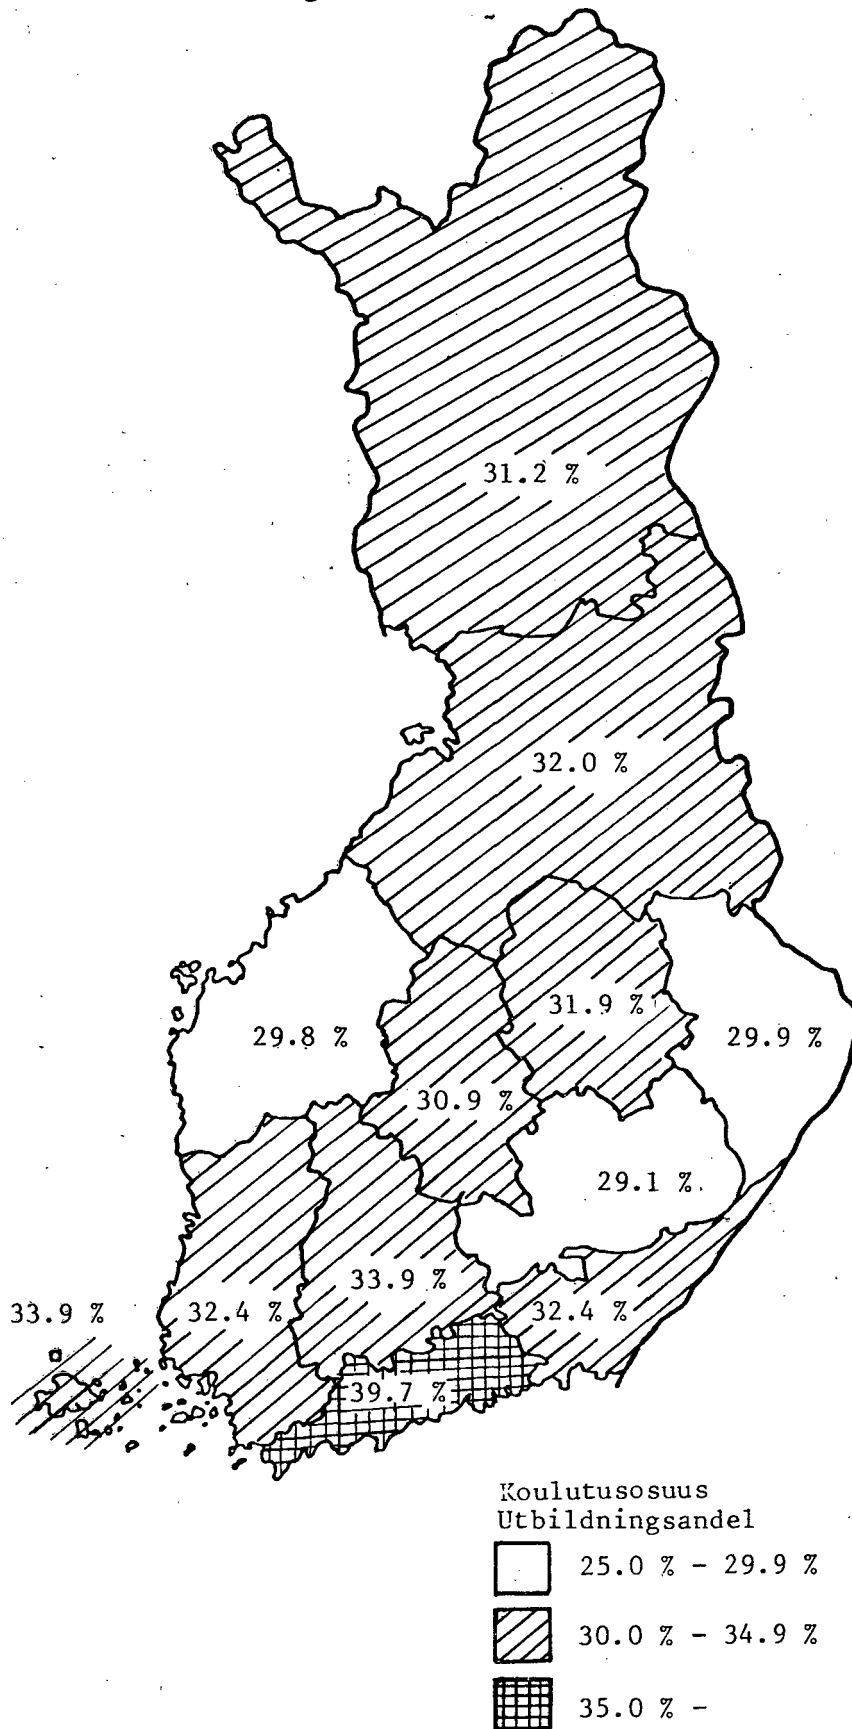 31.2 %
32.0 %
31.9 %
29.8 %
29.9 %
30.9 %
29.1 %
33.9 %
33.9 %
32.4 %
32.4 %
39.7 %
Koulutusosuus
Utbildningsandel
25.0 % - 29.9 %
30.0 % - 34.9 %
35.0 % -